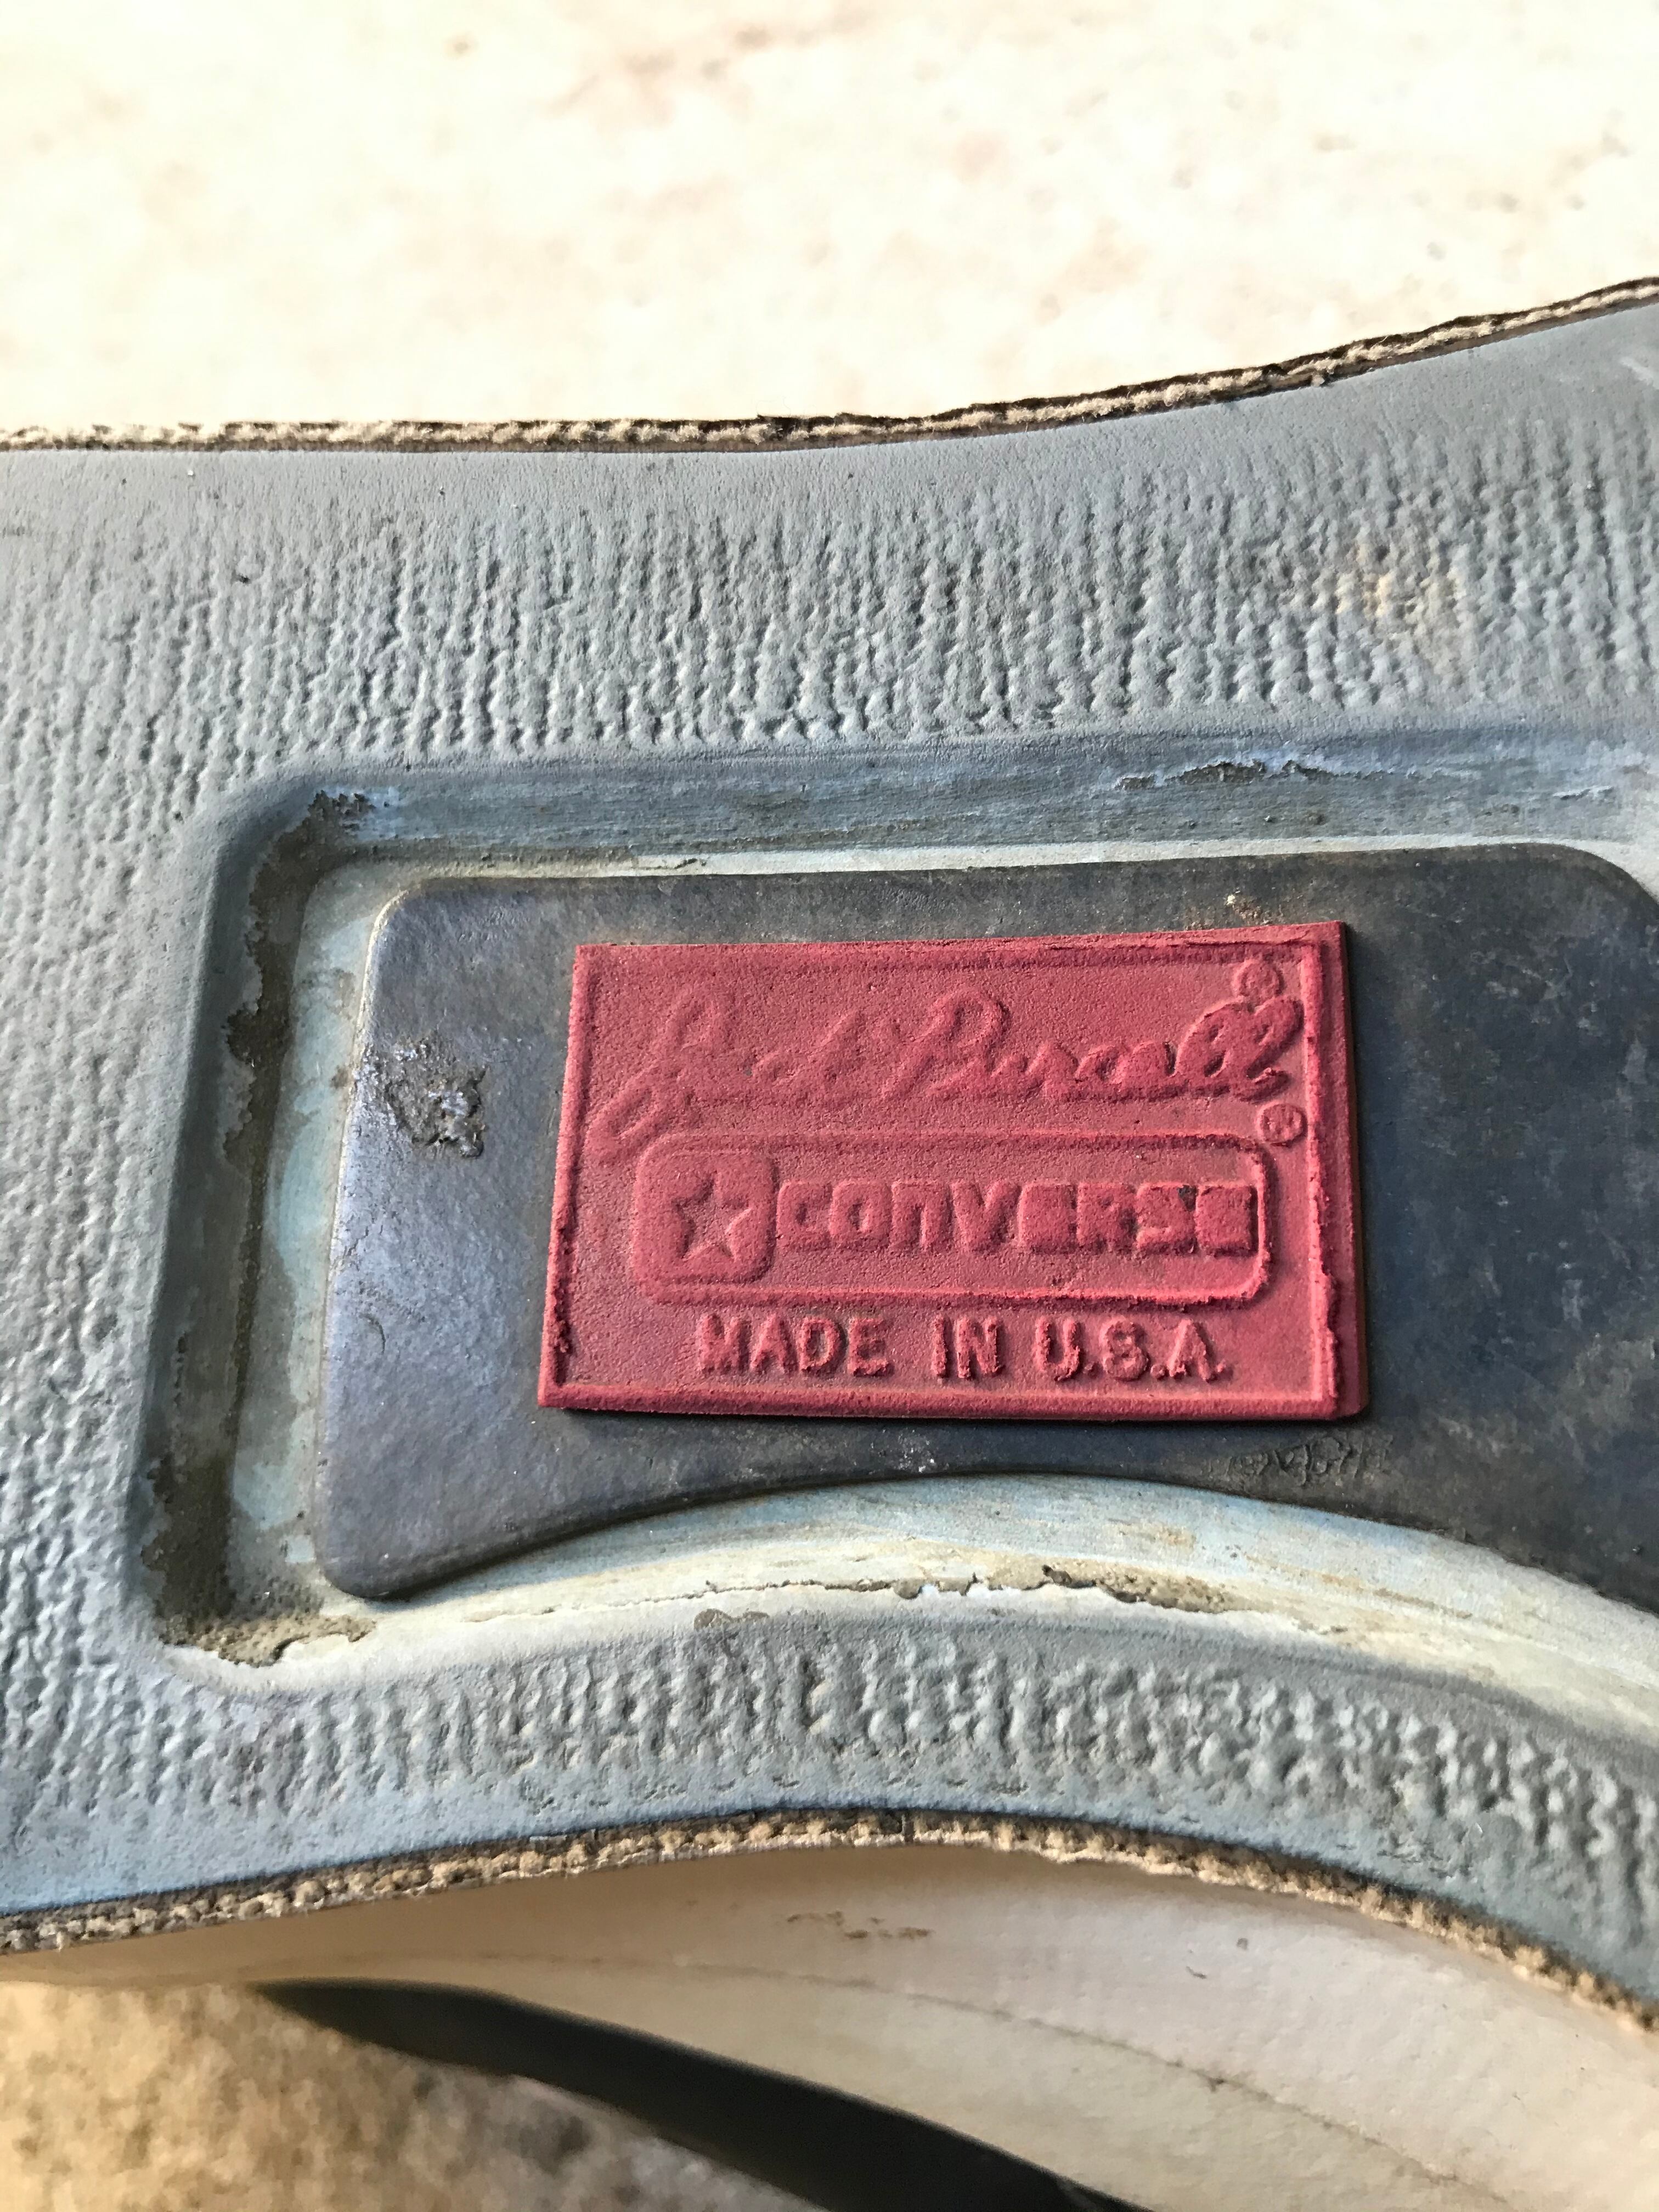 Jack Purcell®
®
CONVERSE
MADE IN U.S.A.